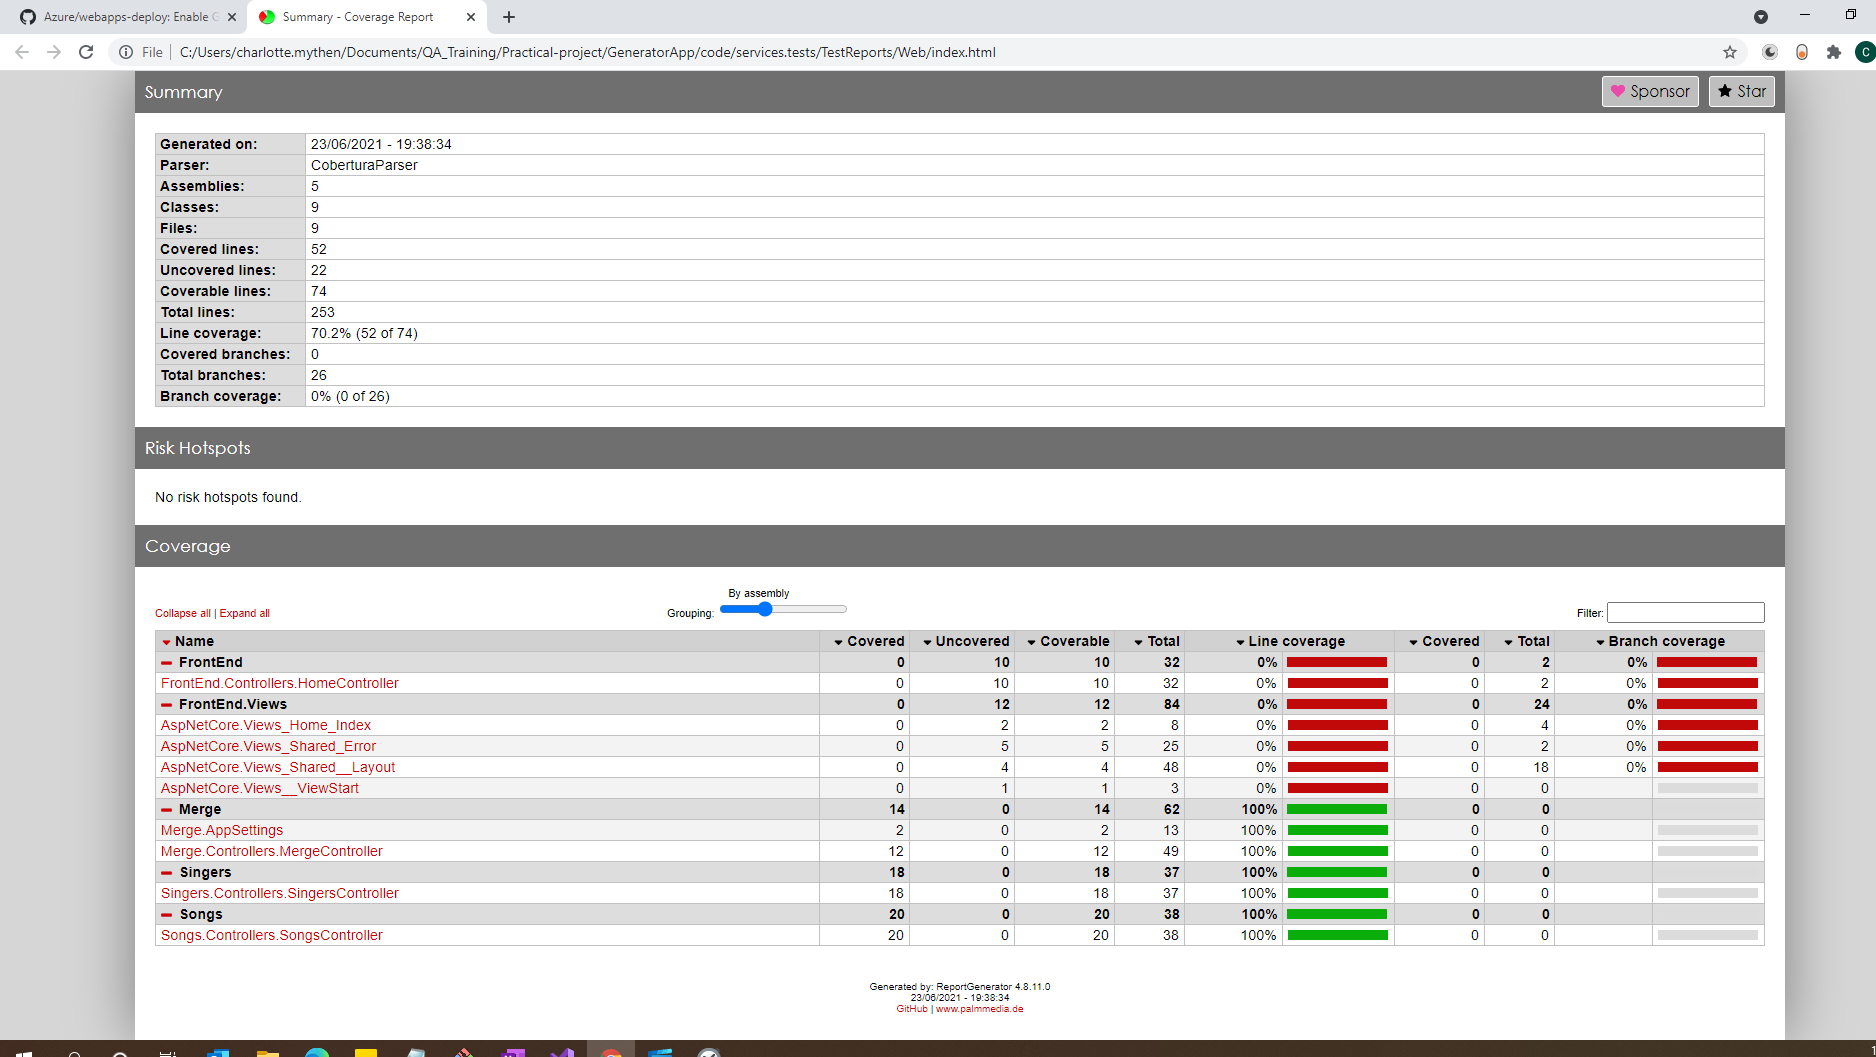 Azure/webapps-deploy: Enable G
Summary - Coverage Report
File
C:/Users/charlotte.mythen/Documents/QA_Training/Practical-project/GeneratorApp/code/services.tests/TestReports/Web/index.html
C
Summary
Sponsor
Star
Generated on: 23/06/2021 - 19:38:34
Parser: CoberturaParser
Assemblies: 5
Classes: 9
Files: 9
Covered lines: 52
Uncovered lines: 22
Coverable lines: 74
Total lines: 253
Line coverage: 70.2% (52 of 74)
Covered branches: 0
Total branches: 26
Branch coverage: 0% (0 of 26)
Risk Hotspots
No risk hotspots found.
Coverage
By assembly
Collapse all | Expand all
Grouping:
Filter:
Name Covered Uncovered Coverable Total Line coverage Covered Total Branch coverage
FrontEnd 0 10 10 32 0% 0 2 0%
FrontEnd.Controllers.HomeController 0 10 10 32 0% 0 2 0%
FrontEnd.Views 0 12 12 84 0% 0 24 0%
AspNetCore.Views_Home_Index 0 2 2 8 0% 0 4 0%
AspNetCore.Views_Shared_Error 0 5 5 25 0% 0 2 0%
AspNetCore.Views_Shared__Layout 0 4 4 48 0% 0 18 0%
AspNetCore.Views__ViewStart 0 1 1 3 0% 0 0
Merge 14 0 14 62 100% 0 0
Merge.AppSettings 2 0 2 13 100% 0 0
Merge.Controllers.MergeController 12 0 12 49 100% 0 0
Singers 18 0 18 37 100% 0 0
Singers.Controllers.SingersController 18 0 18 37 100% 0 0
Songs 20 0 20 38 100% 0 0
Songs.Controllers.SongsController 20 0 20 38 100% 0 0
Generated by: ReportGenerator 4.8.11.0
23/06/2021 - 19:38:34
GitHub | www.palmmedia.de